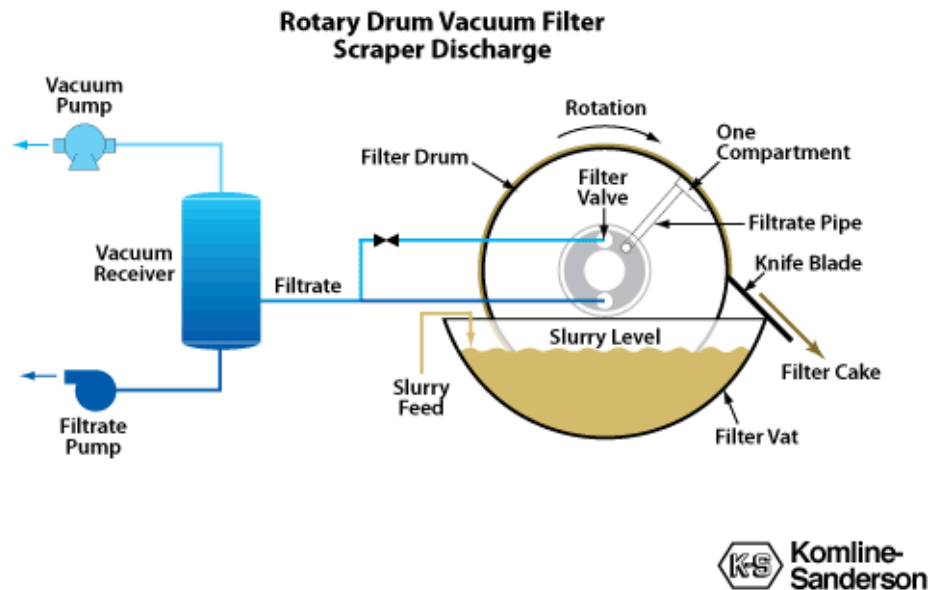 Rotary Drum Vacuum Filter
Scraper Discharge
Vacuum
Pump
Rotation
One
Compartment
Filter Drum
Filter
Valve
Filtrate Pipe
Vacuum
Receiver
Knife Blade
Filtrate
Slurry Level
Slurry
Feed
Filter Cake
Filtrate
Pump
Filter Vat
K-S
Komline-
Sanderson